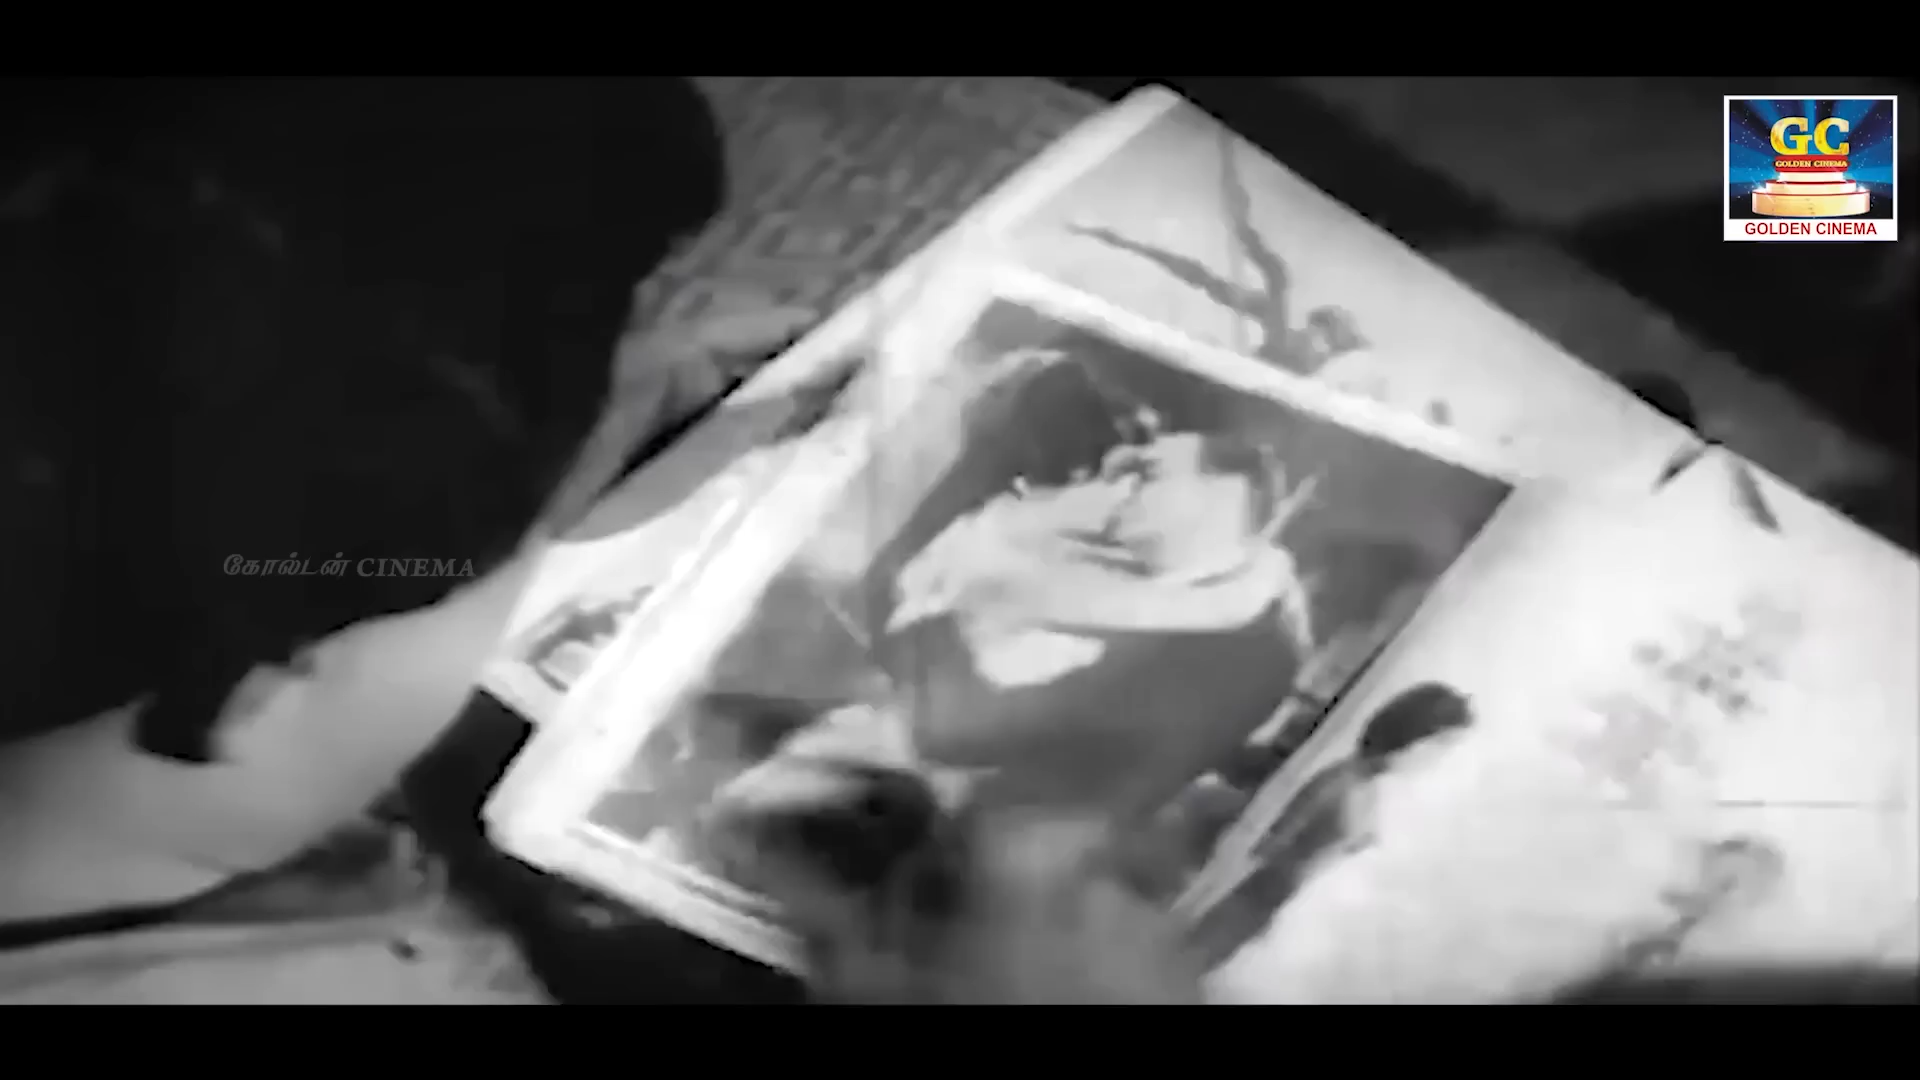 GC
GOLDEN CINEMA
GOLDEN CINEMA
கோல்டன் CINEMA